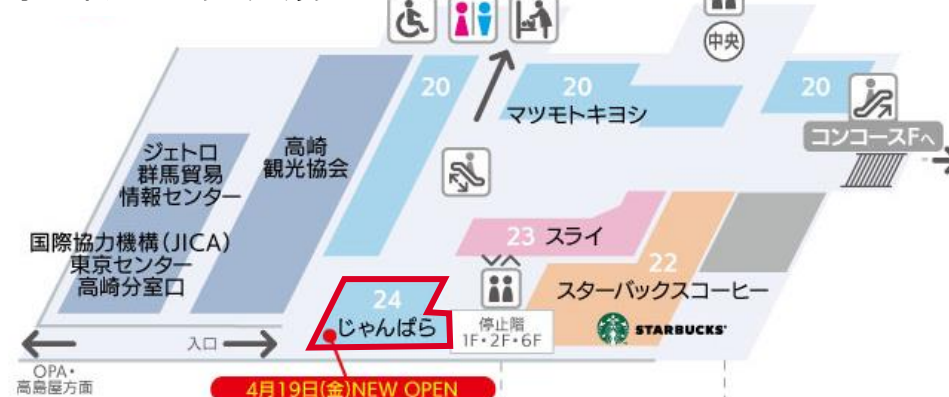 中央
20
20
20
マツモトキヨシ
コンコースFへ
高崎
観光協会
ジェトロ
群馬貿易
情報センター
国際協力機構(JICA)
東京センター
高崎分室口
23 スライ
22
スターバックスコーヒー
STARBUCKS
24
じゃんぱら
停止階
1F・2F・6F
入口
OPA・
高島屋方面
4月19日(金)NEW OPEN